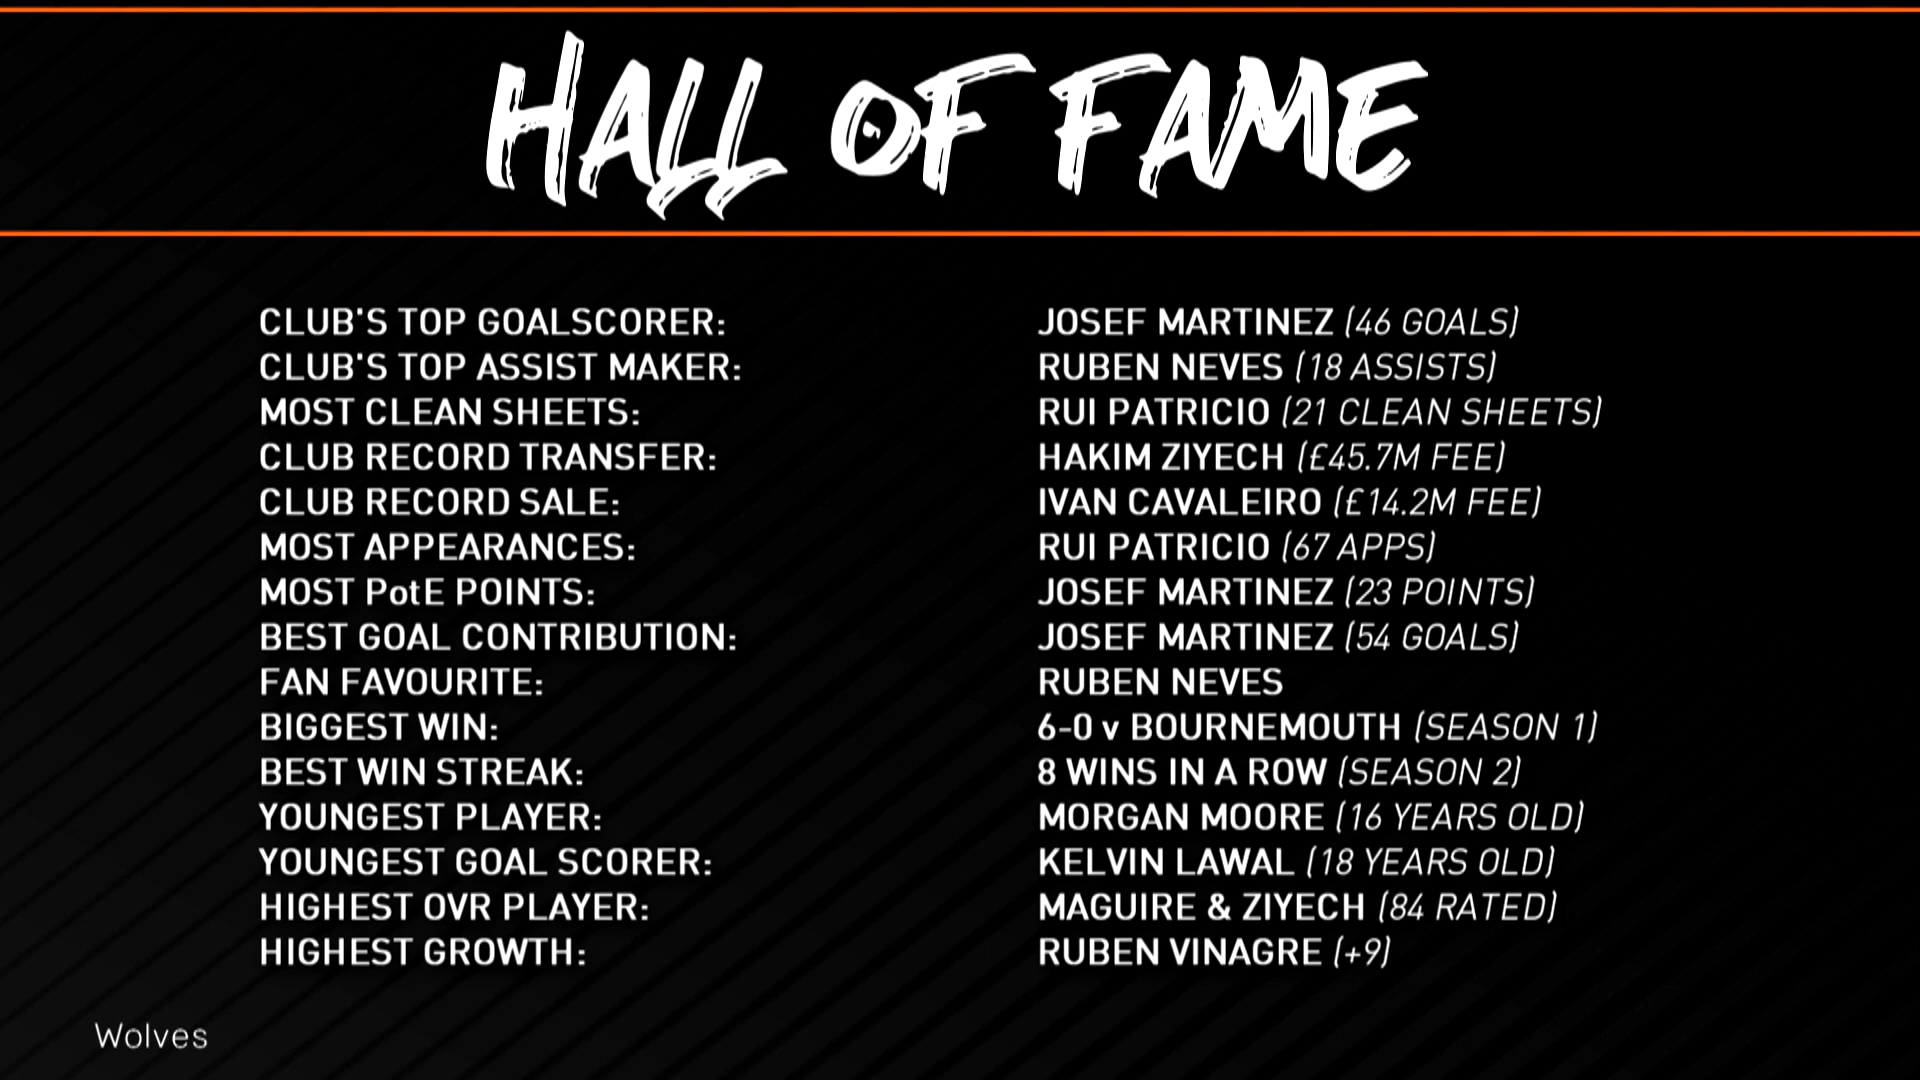 HALL OF FAME
CLUB'S TOP GOALSCORER: JOSEF MARTINEZ (46 GOALS)
CLUB'S TOP ASSIST MAKER: RUBEN NEVES (18 ASSISTS)
MOST CLEAN SHEETS: RUI PATRICIO (21 CLEAN SHEETS)
CLUB RECORD TRANSFER: HAKIM ZIYECH (£45.7M FEE)
CLUB RECORD SALE: IVAN CAVALEIRO (£14.2M FEE)
MOST APPEARANCES: RUI PATRICIO (67 APPS)
MOST PotE POINTS: JOSEF MARTINEZ (23 POINTS)
BEST GOAL CONTRIBUTION: JOSEF MARTINEZ (54 GOALS)
FAN FAVOURITE: RUBEN NEVES
BIGGEST WIN: 6-0 v BOURNEMOUTH (SEASON 1)
BEST WIN STREAK: 8 WINS IN A ROW (SEASON 2)
YOUNGEST PLAYER: MORGAN MOORE (16 YEARS OLD)
YOUNGEST GOAL SCORER: KELVIN LAWAL (18 YEARS OLD)
HIGHEST OVR PLAYER: MAGUIRE & ZIYECH (84 RATED)
HIGHEST GROWTH: RUBEN VINAGRE (+9)
Wolves